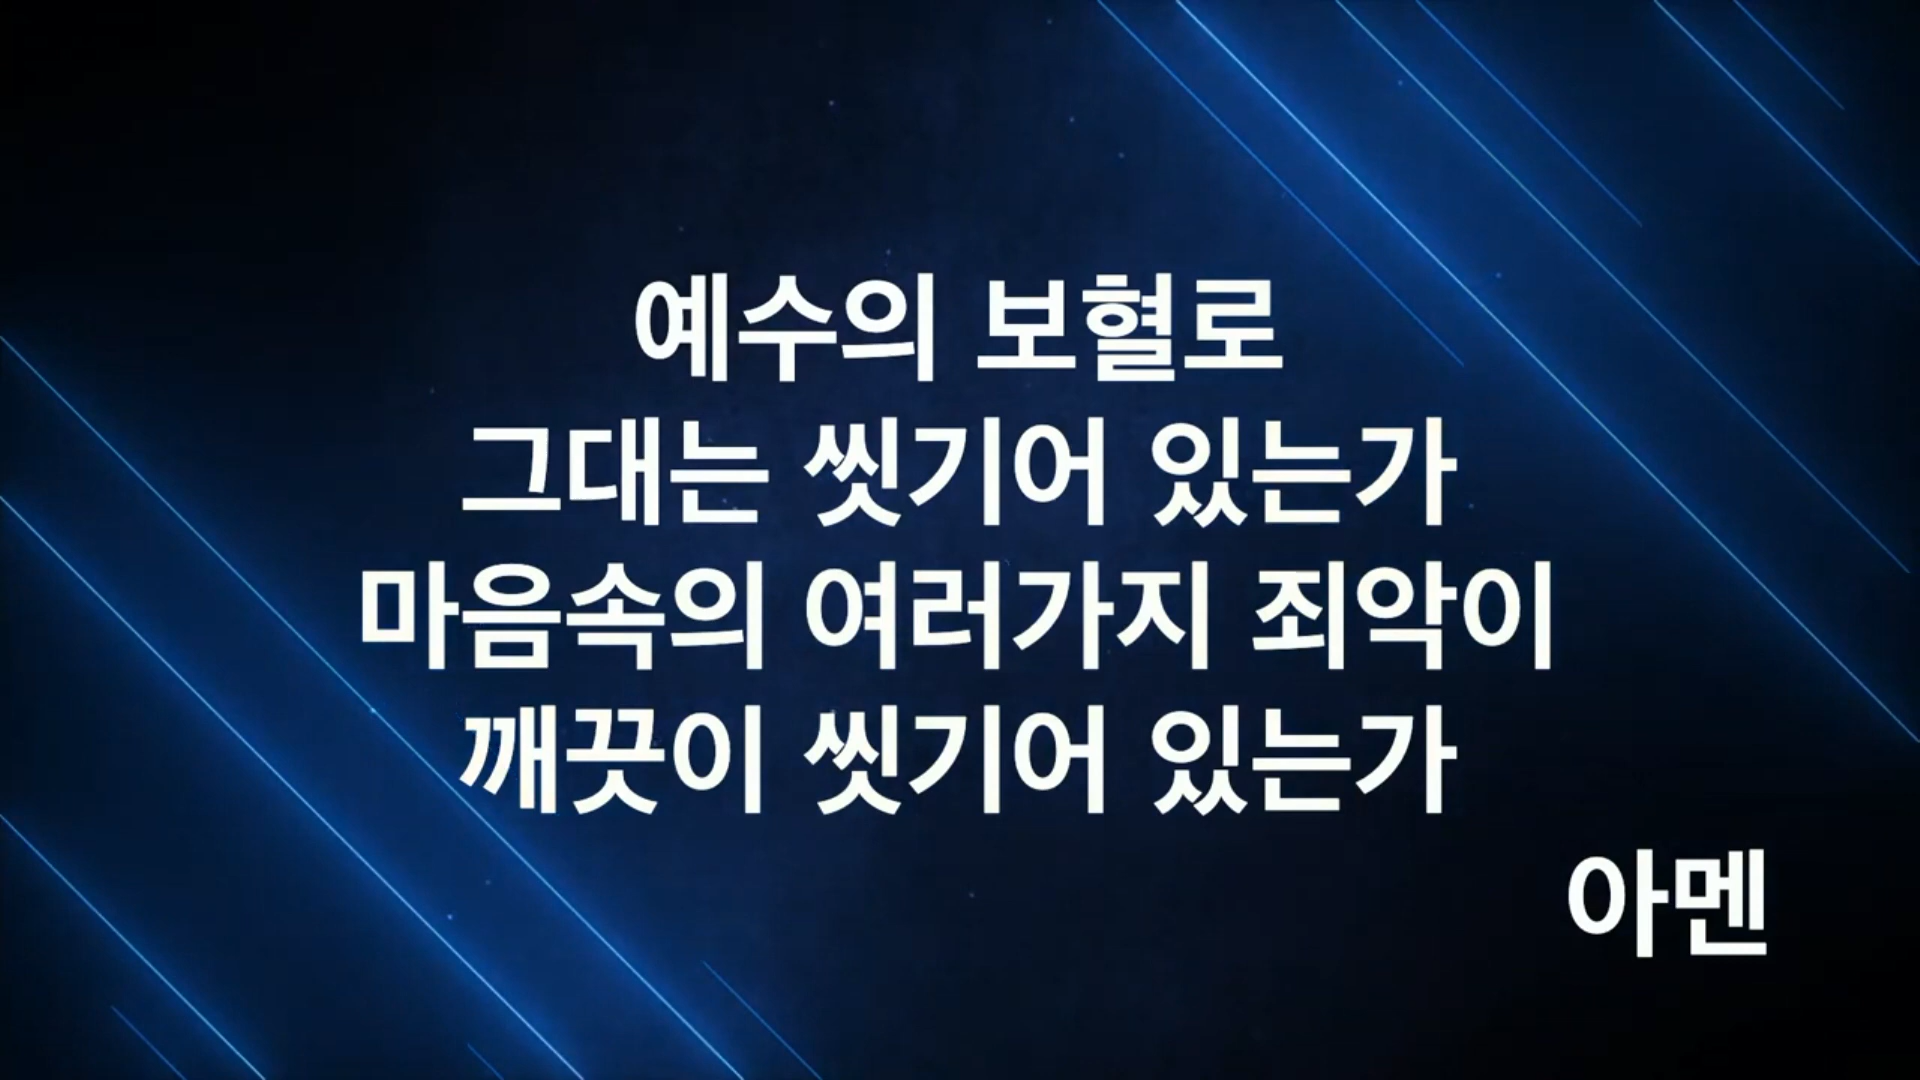 예수의 보혈로
그대는 씻기어 있는가
마음속의 여러가지 죄악이
깨끗이 씻기어 있는가
아멘